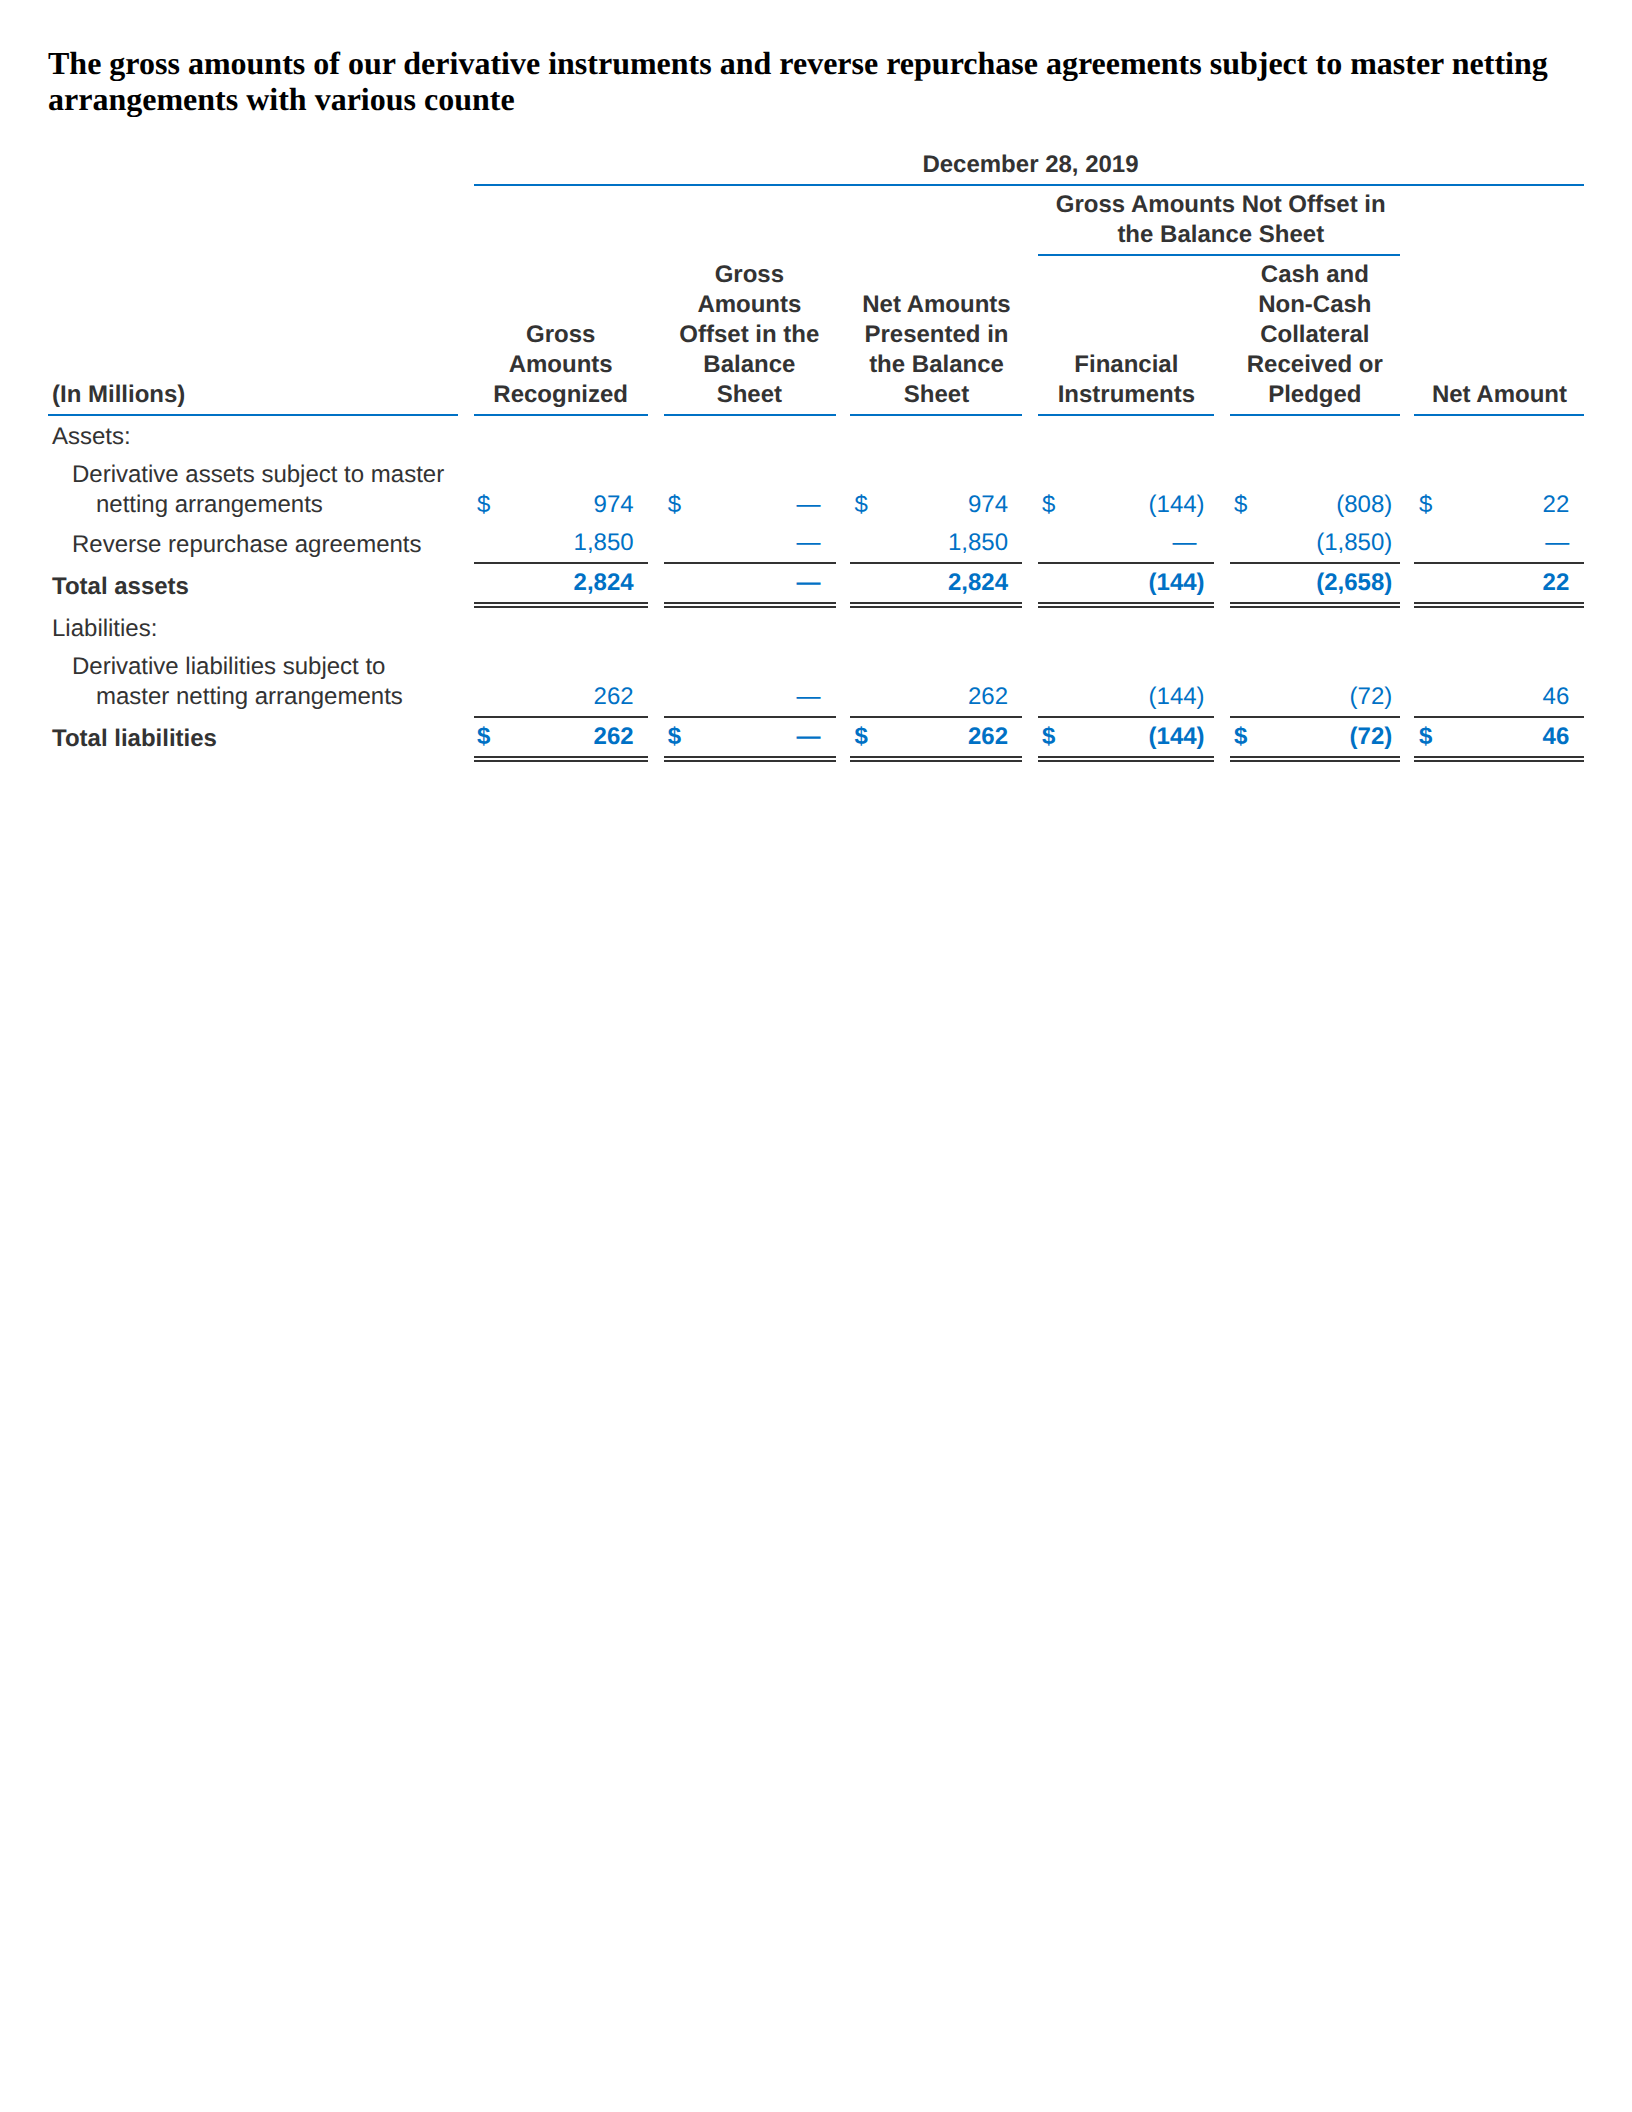 The gross amounts of our derivative instruments and reverse repurchase agreements subject to master netting
arrangements with various counte
December 28, 2019
Gross Amounts Not Offset in
the Balance Sheet
(In Millions)
Gross
Amounts
Recognized
Gross
Amounts
Offset in the
Balance
Sheet
Net Amounts
Presented in
the Balance
Sheet
Financial
Instruments
Cash and
Non-Cash
Collateral
Received or
Pledged
Net Amount
Assets:
Derivative assets subject to master
netting arrangements $ 974 $ — $ 974 $ (144) $ (808) $ 22
Reverse repurchase agreements 1,850 — 1,850 — (1,850) —
Total assets 2,824 — 2,824 (144) (2,658) 22
Liabilities:
Derivative liabilities subject to
master netting arrangements 262 — 262 (144) (72) 46
Total liabilities $ 262 $ — $ 262 $ (144) $ (72) $ 46